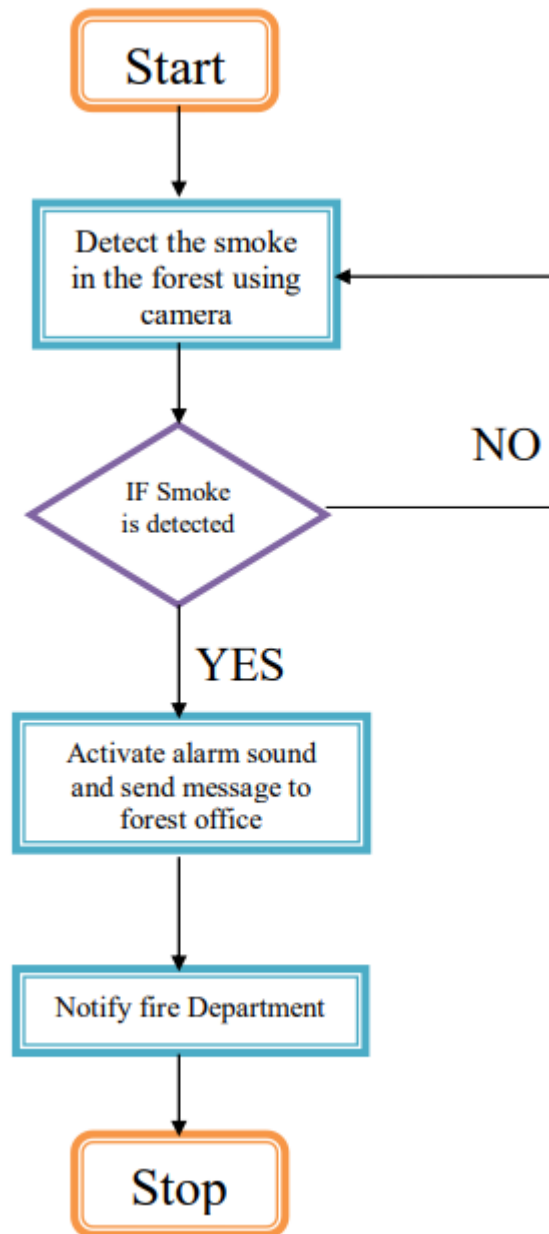 Start
Detect the smoke
in the forest using
camera
NO
IF Smoke
is detected
YES
Activate alarm sound
and send message to
forest office
Notify fire Department
Stop